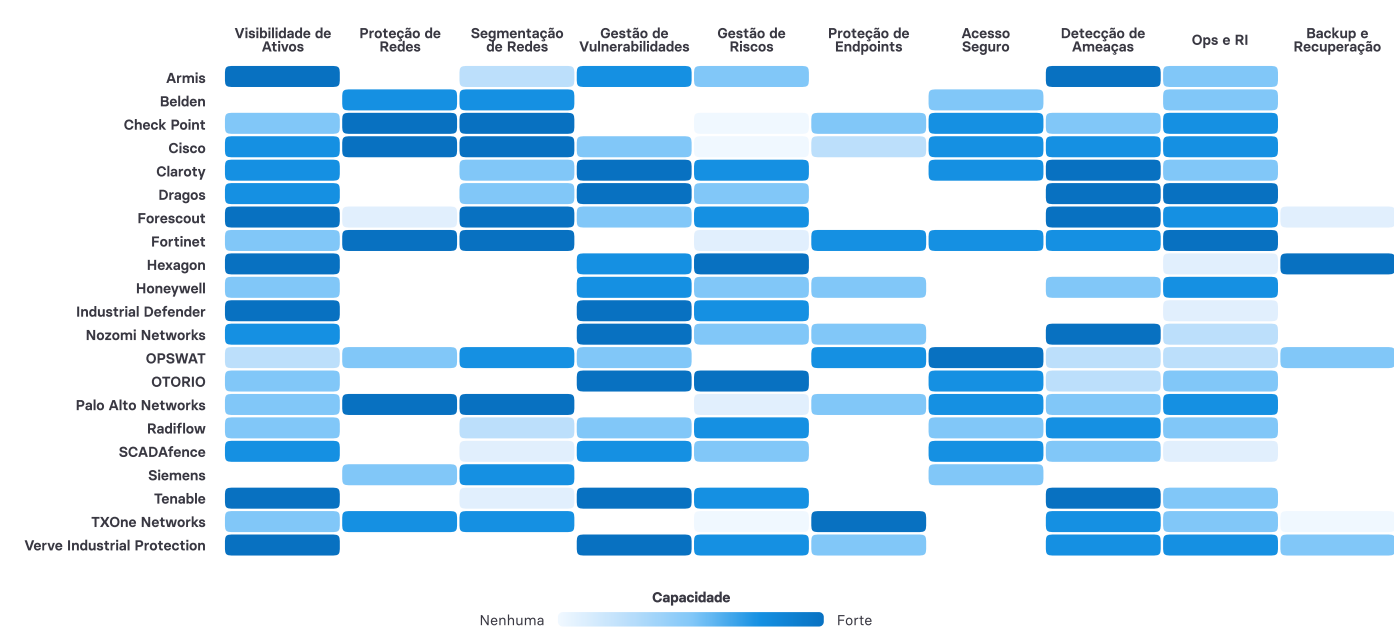 Visibilidade de
Ativos
Proteção de
Redes
Segmentação
de Redes
Gestão de
Vulnerabilidades
Gestão de
Riscos
Proteção de
Endpoints
Acesso
Seguro
Detecção de
Ameaças
Ops e RI
Backup e
Recuperação
Armis
Belden
Check Point
Cisco
Claroty
Dragos
Forescout
Fortinet
Hexagon
Honeywell
Industrial Defender
Nozomi Networks
OPSWAT
OTORIO
Palo Alto Networks
Radiflow
SCADAfence
Siemens
Tenable
TXOne Networks
Verve Industrial Protection
Capacidade
Nenhuma
Forte